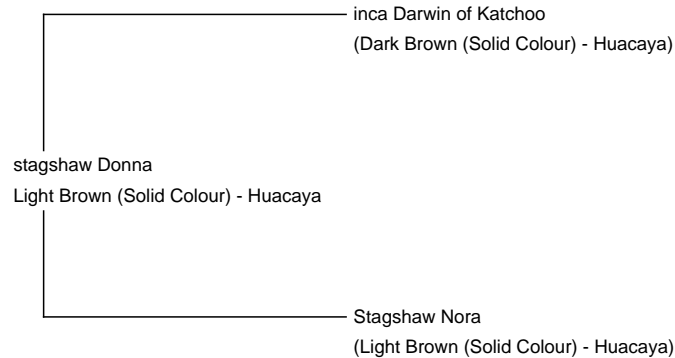 inca Darwin of Katchoo
(Dark Brown (Solid Colour) - Huacaya)
stagshaw Donna
Light Brown (Solid Colour) - Huacaya
Stagshaw Nora
(Light Brown (Solid Colour) - Huacaya)